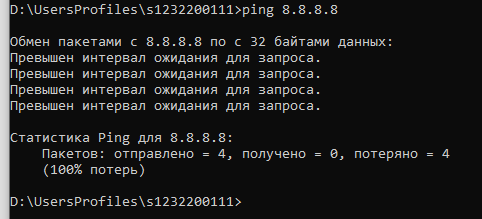 D:\UsersProfiles\s1232200111>ping 8.8.8.8
Обмен пакетами с 8.8.8.8 по с 32 байтами данных:
Превышен интервал ожидания для запроса.
Превышен интервал ожидания для запроса.
Превышен интервал ожидания для запроса.
Превышен интервал ожидания для запроса.
Статистика Ping для 8.8.8.8:
Пакетов: отправлено = 4, получено = 0, потеряно = 4
(100% потерь)
D:\UsersProfiles\s1232200111>